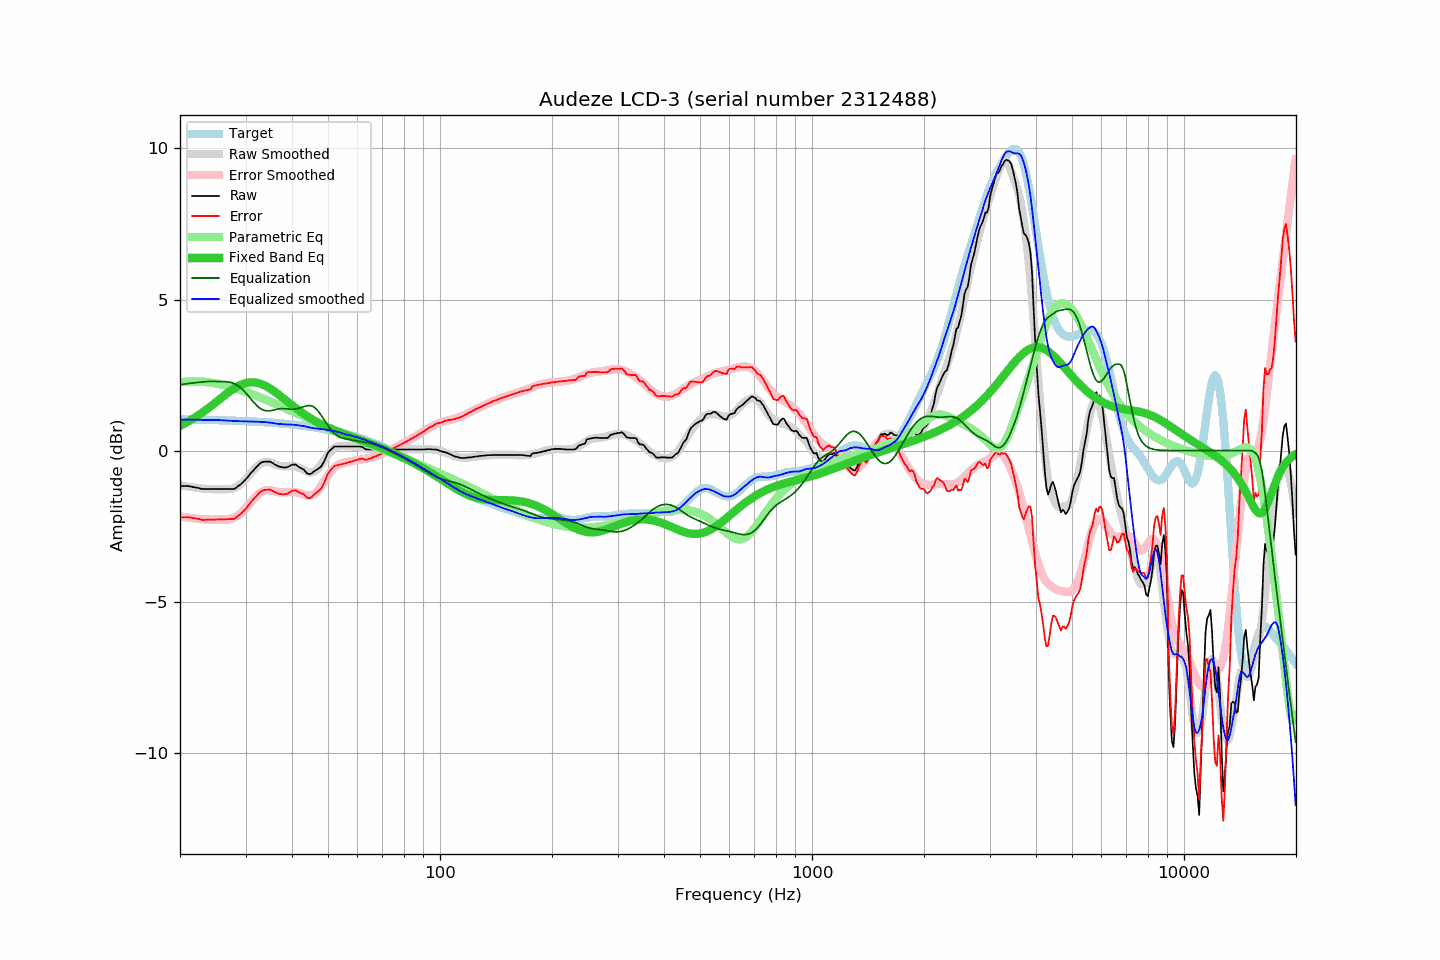 Audeze LCD-3 (serial number 2312488)
Target
Raw Smoothed
Error Smoothed
Raw
Error
Parametric Eq
Fixed Band Eq
Equalization
Equalized smoothed
10
5
0
−5
−10
Amplitude (dBr)
100
1000
10000
Frequency (Hz)